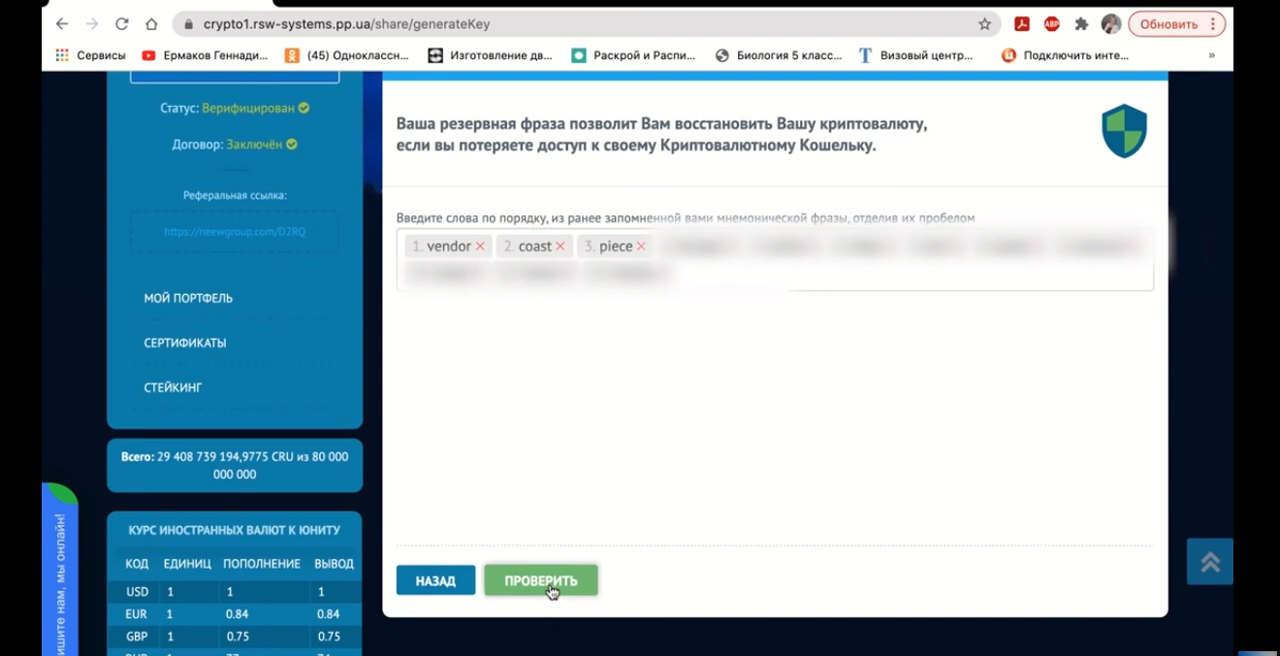 crypto1.rsw-systems.pp.ua/share/generateKey
ABP
Обновить
Сервисы
Ермаков Геннади...
(45) Одноклассн...
Изготовление дв...
Раскрой и Распи...
Биология 5 класс...
Визовый центр...
Подключить инте...
»
Статус: Верифицирован
Договор: Заключён
Реферальная ссылка:
https://neewgroup.com/D2RQ
МОЙ ПОРТФЕЛЬ
СЕРТИФИКАТЫ
СТЕЙКИНГ
Всего: 29 408 739 194,9775 CRU из 80 000
000 000
КУРС ИНОСТРАННЫХ ВАЛЮТ К ЮНИТУ
КОД ЕДИНИЦ ПОПОЛНЕНИЕ ВЫВОД
USD 1 1 1
EUR 1 0.84 0.84
GBP 1 0.75 0.75
Ваша резервная фраза позволит Вам восстановить Вашу криптовалюту,
если вы потеряете доступ к своему Криптовалютному Кошельку.
Введите слова по порядку, из ранее запомненной вами мнемонической фразы, отделив их пробелом
1. vendor × 2. coast × 3. piece ×
НАЗАД
ПРОВЕРИТЬ
нам, мы онлайн!